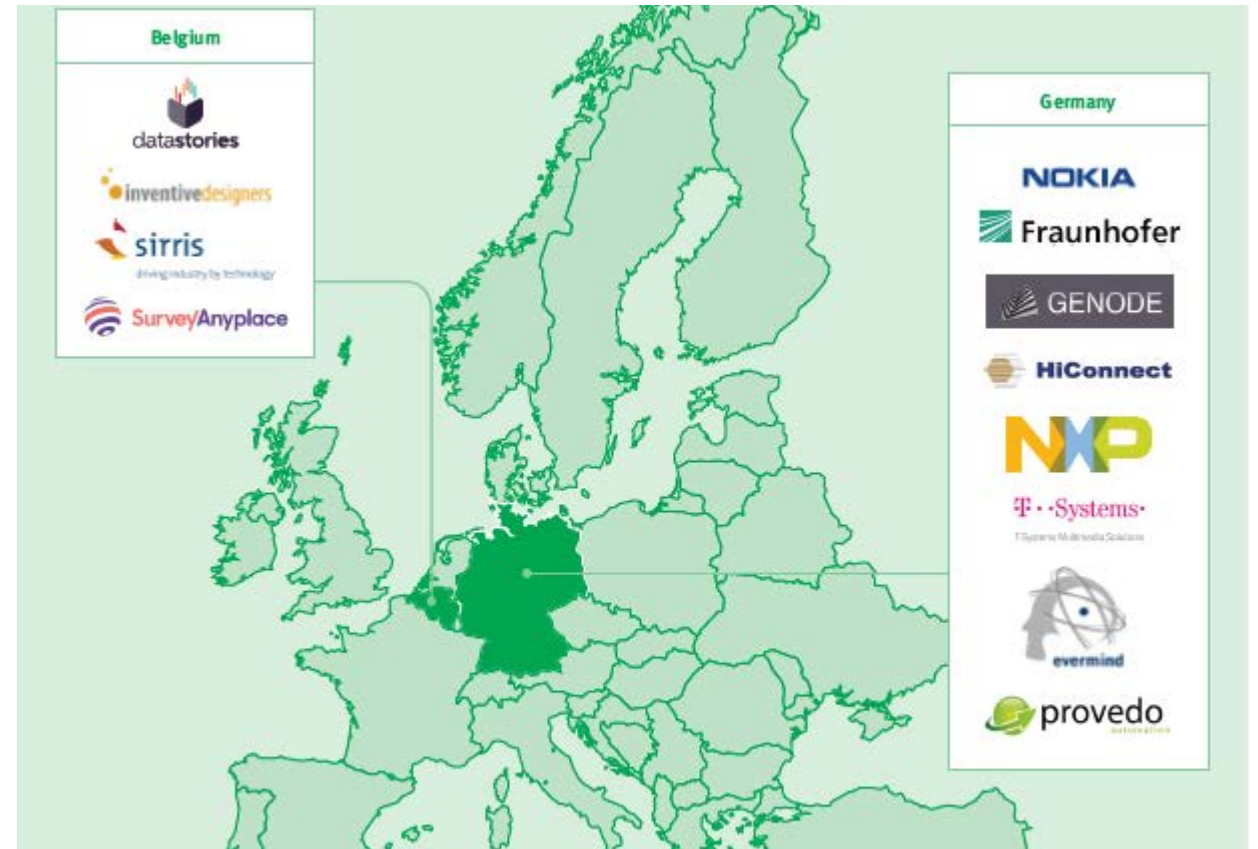 Belgium
datastories
inventivedesigners
sirris
driving industry by technology
SurveyAnyplace
Germany
NOKIA
Fraunhofer
GENODE
HiConnect
NXP
T··Systems·
T-Systems Multimedia Solutions
evermind
provedo
automation